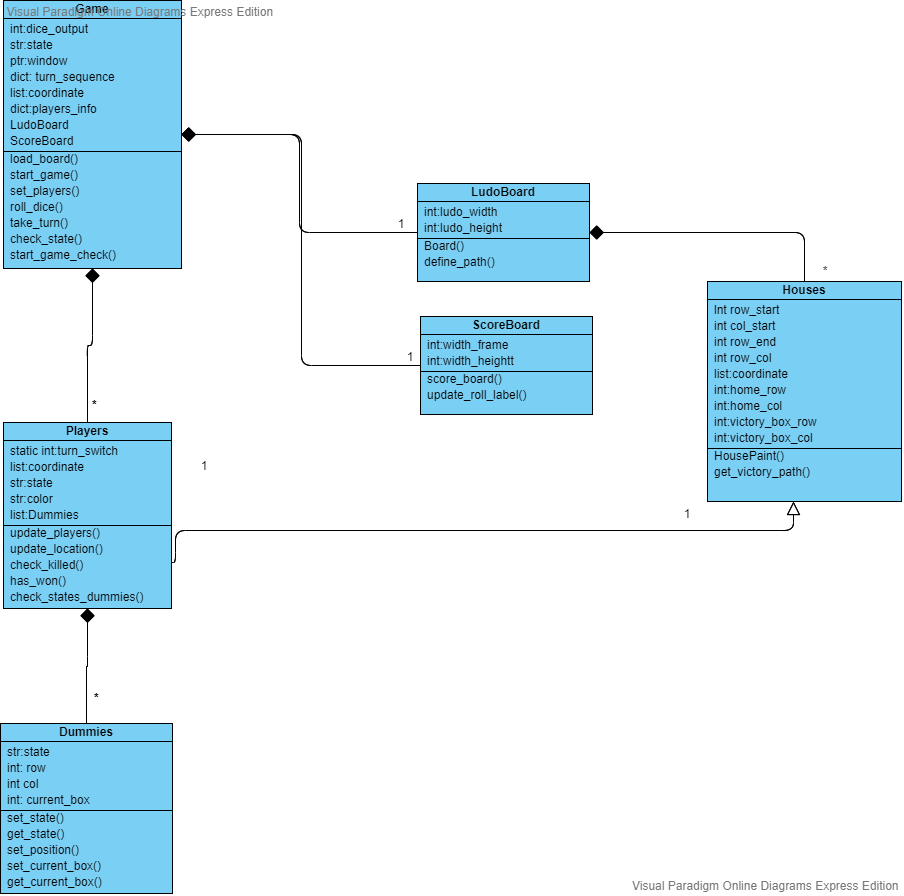 Game
Visual Paradigm Online Diagrams Express Edition
int:dice_output
str:state
ptr:window
dict: turn_sequence
list:coordinate
dict:players_info
LudoBoard
ScoreBoard
load_board()
start_game()
set_players()
roll_dice()
take_turn()
check_state()
start_game_check()
1
LudoBoard
int:ludo_width
int:ludo_height
Board()
define_path()
*
Houses
Int row_start
int col_start
int row_end
int row_col
list:coordinate
int:home_row
int:home_col
int:victory_box_row
int:victory_box_col
HousePaint()
get_victory_path()
1
ScoreBoard
int:width_frame
int:width_heightt
score_board()
update_roll_label()
*
Players
static int:turn_switch
list:coordinate
str:state
str:color
list:Dummies
update_players()
update_location()
check_killed()
has_won()
check_states_dummies()
1
1
*
Dummies
str:state
int: row
int col
int: current_box
set_state()
get_state()
set_position()
set_current_box()
get_current_box()
Visual Paradigm Online Diagrams Express Edition